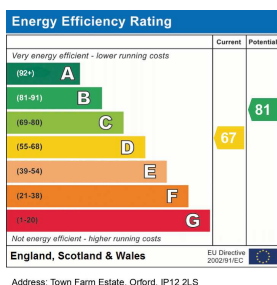 Energy Efficiency Rating
Current Potential
Very energy efficient - lower running costs
(92+) A
(81-91) B
81
(69-80) C
(55-68) D
67
(39-54) E
(21-38) F
(1-20) G
Not energy efficient - higher running costs
England, Scotland & Wales
EU Directive
2002/91/EC
Address: Town Farm Estate, Orford, IP12 2LS